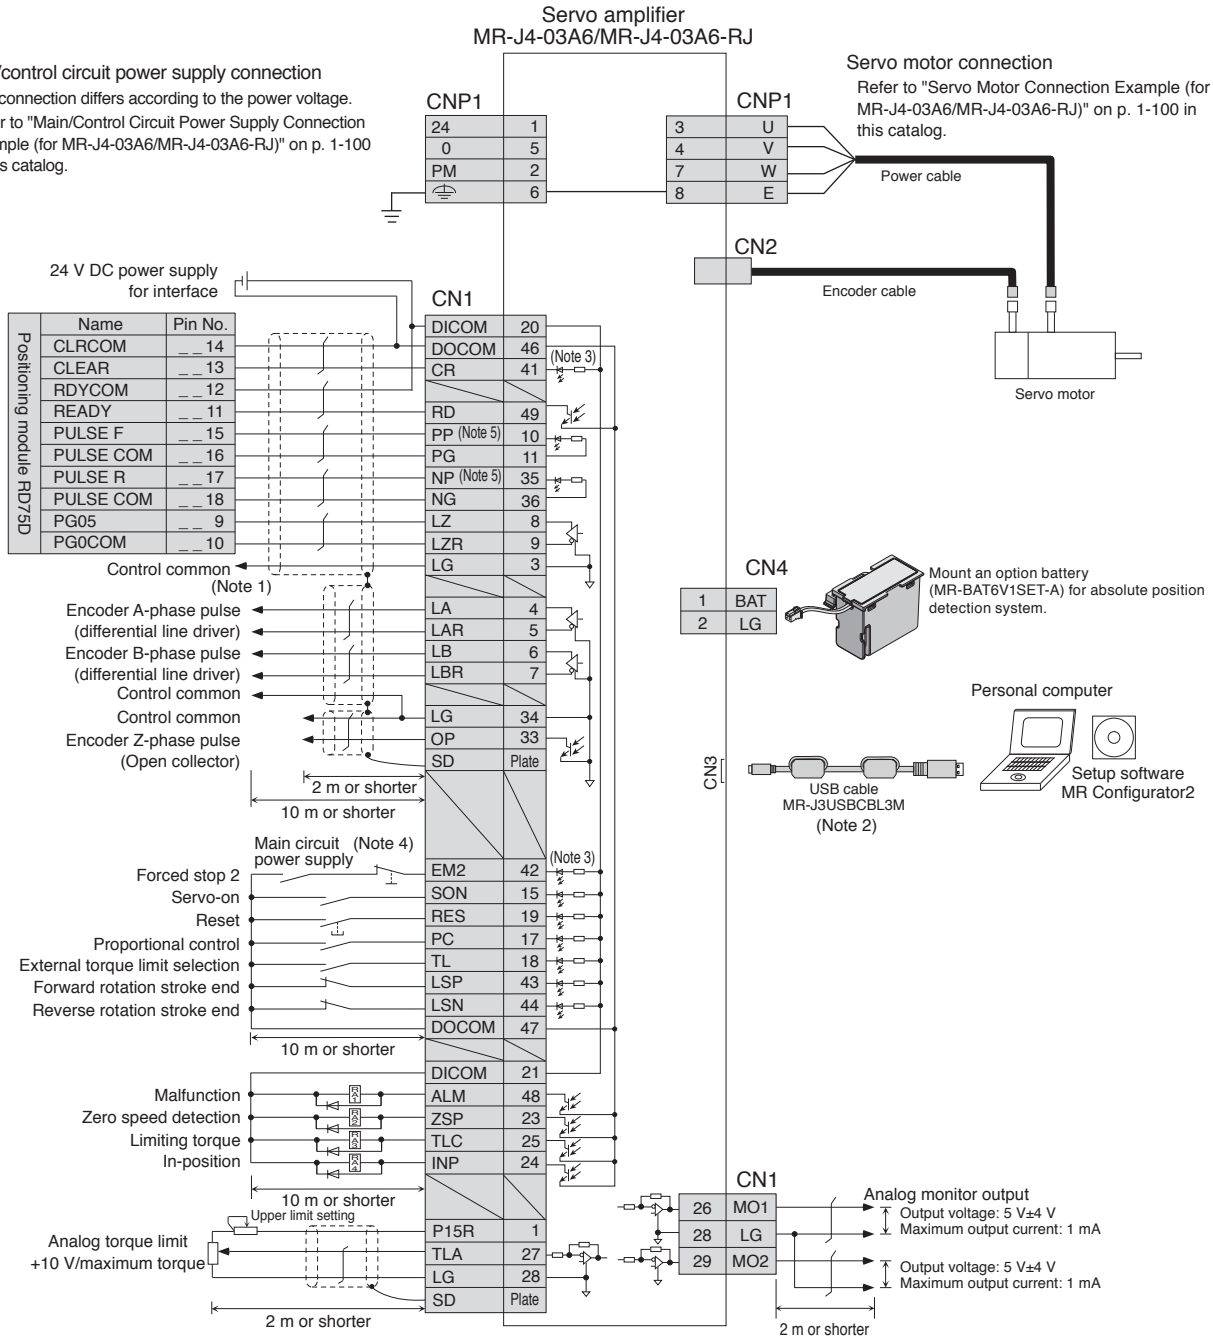 Servo amplifier
MR-J4-03A6/MR-J4-03A6-RJ
/control circuit power supply connection
connection differs according to the power voltage.
r to "Main/Control Circuit Power Supply Connection
mple (for MR-J4-03A6/MR-J4-03A6-RJ)" on p. 1-100
s catalog.
Servo motor connection
Refer to "Servo Motor Connection Example (for
MR-J4-03A6/MR-J4-03A6-RJ)" on p. 1-100 in
this catalog.
CNP1
24 1
0 5
PM 2
6
CNP1
3 U
4 V
7 W
8 E
Power cable
CN2
Encoder cable
Servo motor
24 V DC power supply
for interface
Positioning module RD75D
Name Pin No.
CLRCOM _ _ 14
CLEAR _ _ 13
RDYCOM _ _ 12
READY _ _ 11
PULSE F _ _ 15
PULSE COM _ _ 16
PULSE R _ _ 17
PULSE COM _ _ 18
PG05 _ _ 9
PG0COM _ _ 10
CN1
DICOM 20
DOCOM 46
CR 41
(Note 3)
RD 49
PP (Note 5) 10
PG 11
NP (Note 5) 35
NG 36
LZ 8
LZR 9
LG 3
Control common
(Note 1)
Encoder A-phase pulse
(differential line driver)
Encoder B-phase pulse
(differential line driver)
Control common
Control common
Encoder Z-phase pulse
(Open collector)
LA 4
LAR 5
LB 6
LBR 7
LG 34
OP 33
SD Plate
2 m or shorter
10 m or shorter
CN4
1 BAT
2 LG
Mount an option battery
(MR-BAT6V1SET-A) for absolute position
detection system.
CN3
USB cable
MR-J3USBCBL3M
(Note 2)
Personal computer
Setup software
MR Configurator2
Main circuit
power supply
(Note 4)
(Note 3)
Forced stop 2 EM2 42
Servo-on SON 15
Reset RES 19
Proportional control PC 17
External torque limit selection TL 18
Forward rotation stroke end LSP 43
Reverse rotation stroke end LSN 44
DOCOM 47
10 m or shorter
DICOM 21
Malfunction RA1 ALM 48
Zero speed detection RA2 ZSP 23
Limiting torque RA3 TLC 25
In-position RA4 INP 24
10 m or shorter
Upper limit setting
Analog torque limit
+10 V/maximum torque
P15R 1
TLA 27
LG 28
SD Plate
2 m or shorter
CN1
26 MO1
28 LG
29 MO2
Analog monitor output
Output voltage: 5 V±4 V
Maximum output current: 1 mA
Output voltage: 5 V±4 V
Maximum output current: 1 mA
2 m or shorter